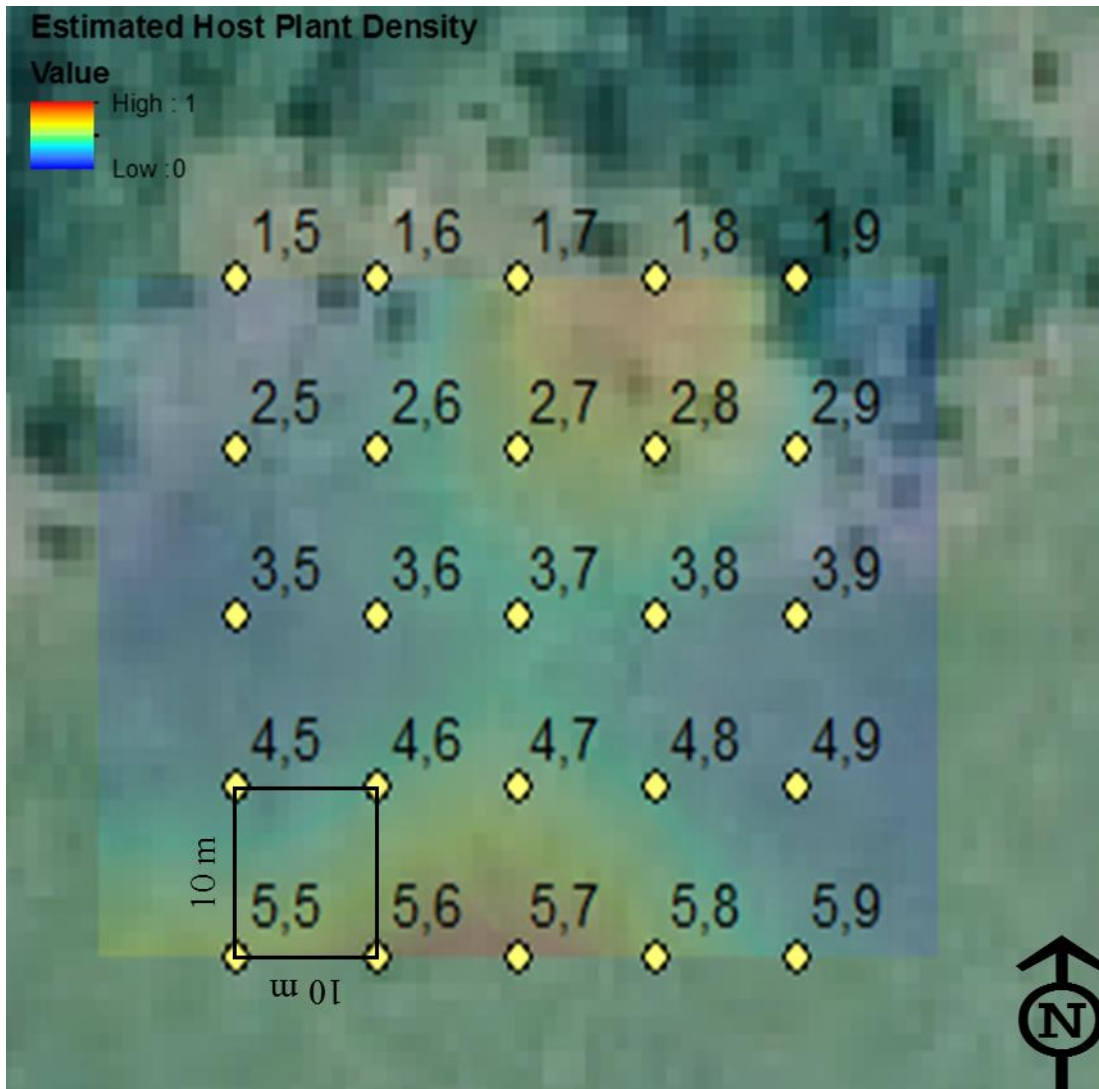 Estimated Host Plant Density
Value
High : 1
Low :0
1,5 1,6 1,7 1,8 1,9
2,5 2,6 2,7 2,8 2,9
3,5 3,6 3,7 3,8 3,9
4,5 4,6 4,7 4,8 4,9
10 m
5,5 5,6 5,7 5,8 5,9
10 m
N